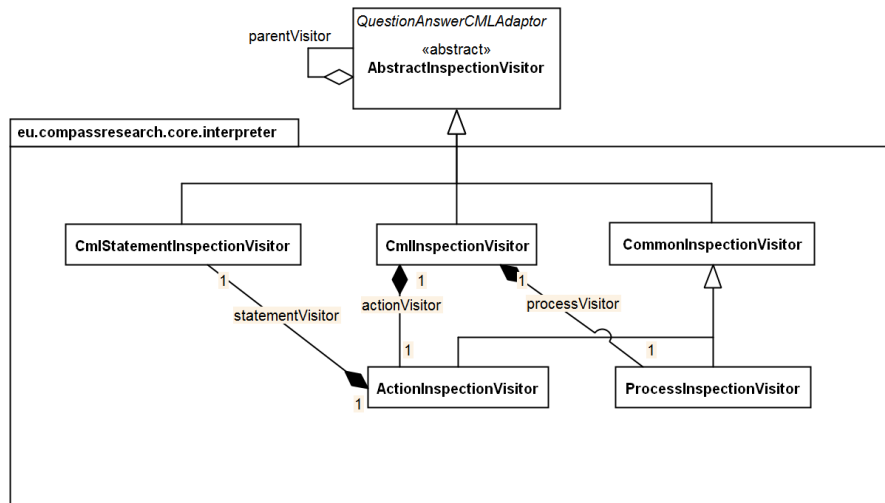 QuestionAnswerCMLAdaptor
parentVisitor
«abstract»
AbstractInspectionVisitor
eu.compassresearch.core.interpreter
CmlStatementInspectionVisitor
CmlInspectionVisitor
CommonInspectionVisitor
1
1
1
statementVisitor
actionVisitor
processVisitor
1
1
ActionInspectionVisitor
ProcessInspectionVisitor
1